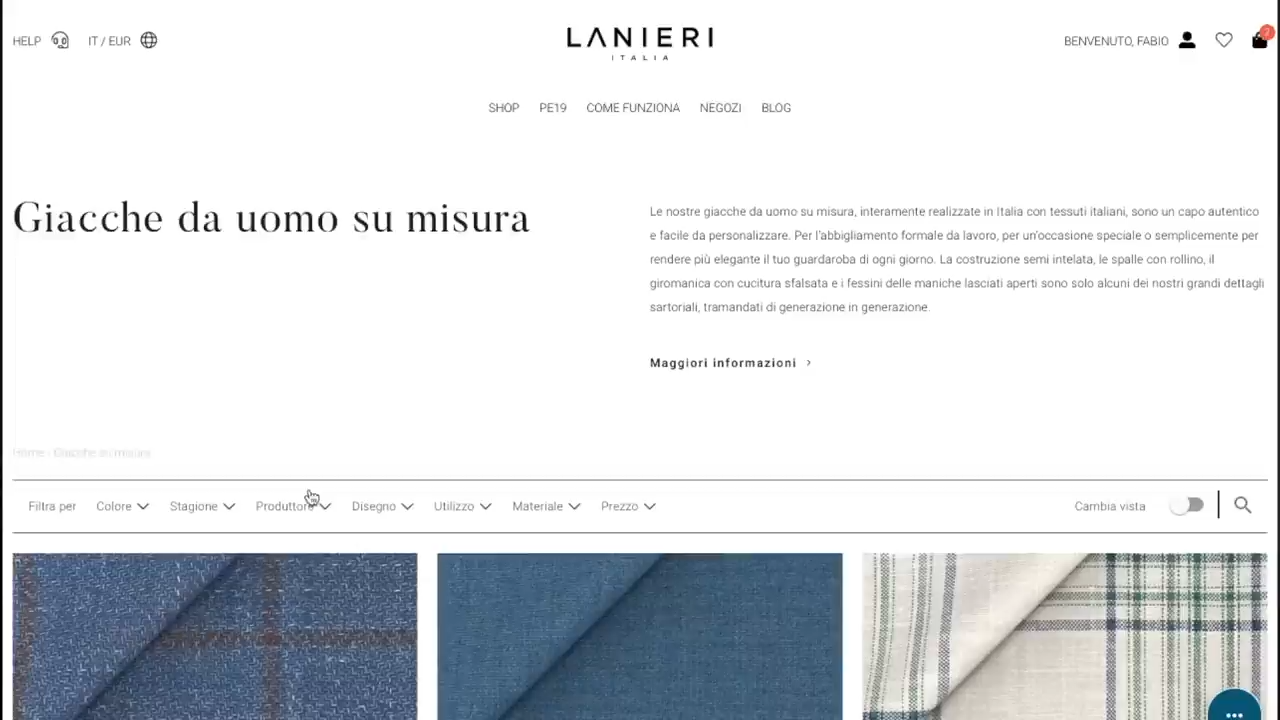 HELP
IT / EUR
LANIERI
ITALIA
BENVENUTO, FABIO
2
SHOP PE19 COME FUNZIONA NEGOZI BLOG
Giacche da uomo su misura
Le nostre giacche da uomo su misura, interamente realizzate in Italia con tessuti italiani, sono un capo autentico
e facile da personalizzare. Per l'abbigliamento formale da lavoro, per un'occasione speciale o semplicemente per
rendere più elegante il tuo guardaroba di ogni giorno. La costruzione semi intelata, le spalle con rollino, il
giromanica con cucitura sfalsata e i fessini delle maniche lasciati aperti sono solo alcuni dei nostri grandi dettagli
sartoriali, tramandati di generazione in generazione.
Maggiori informazioni
Home › Giacche su misura
Filtra per Colore Stagione Produttore Disegno Utilizzo Materiale Prezzo Cambia vista